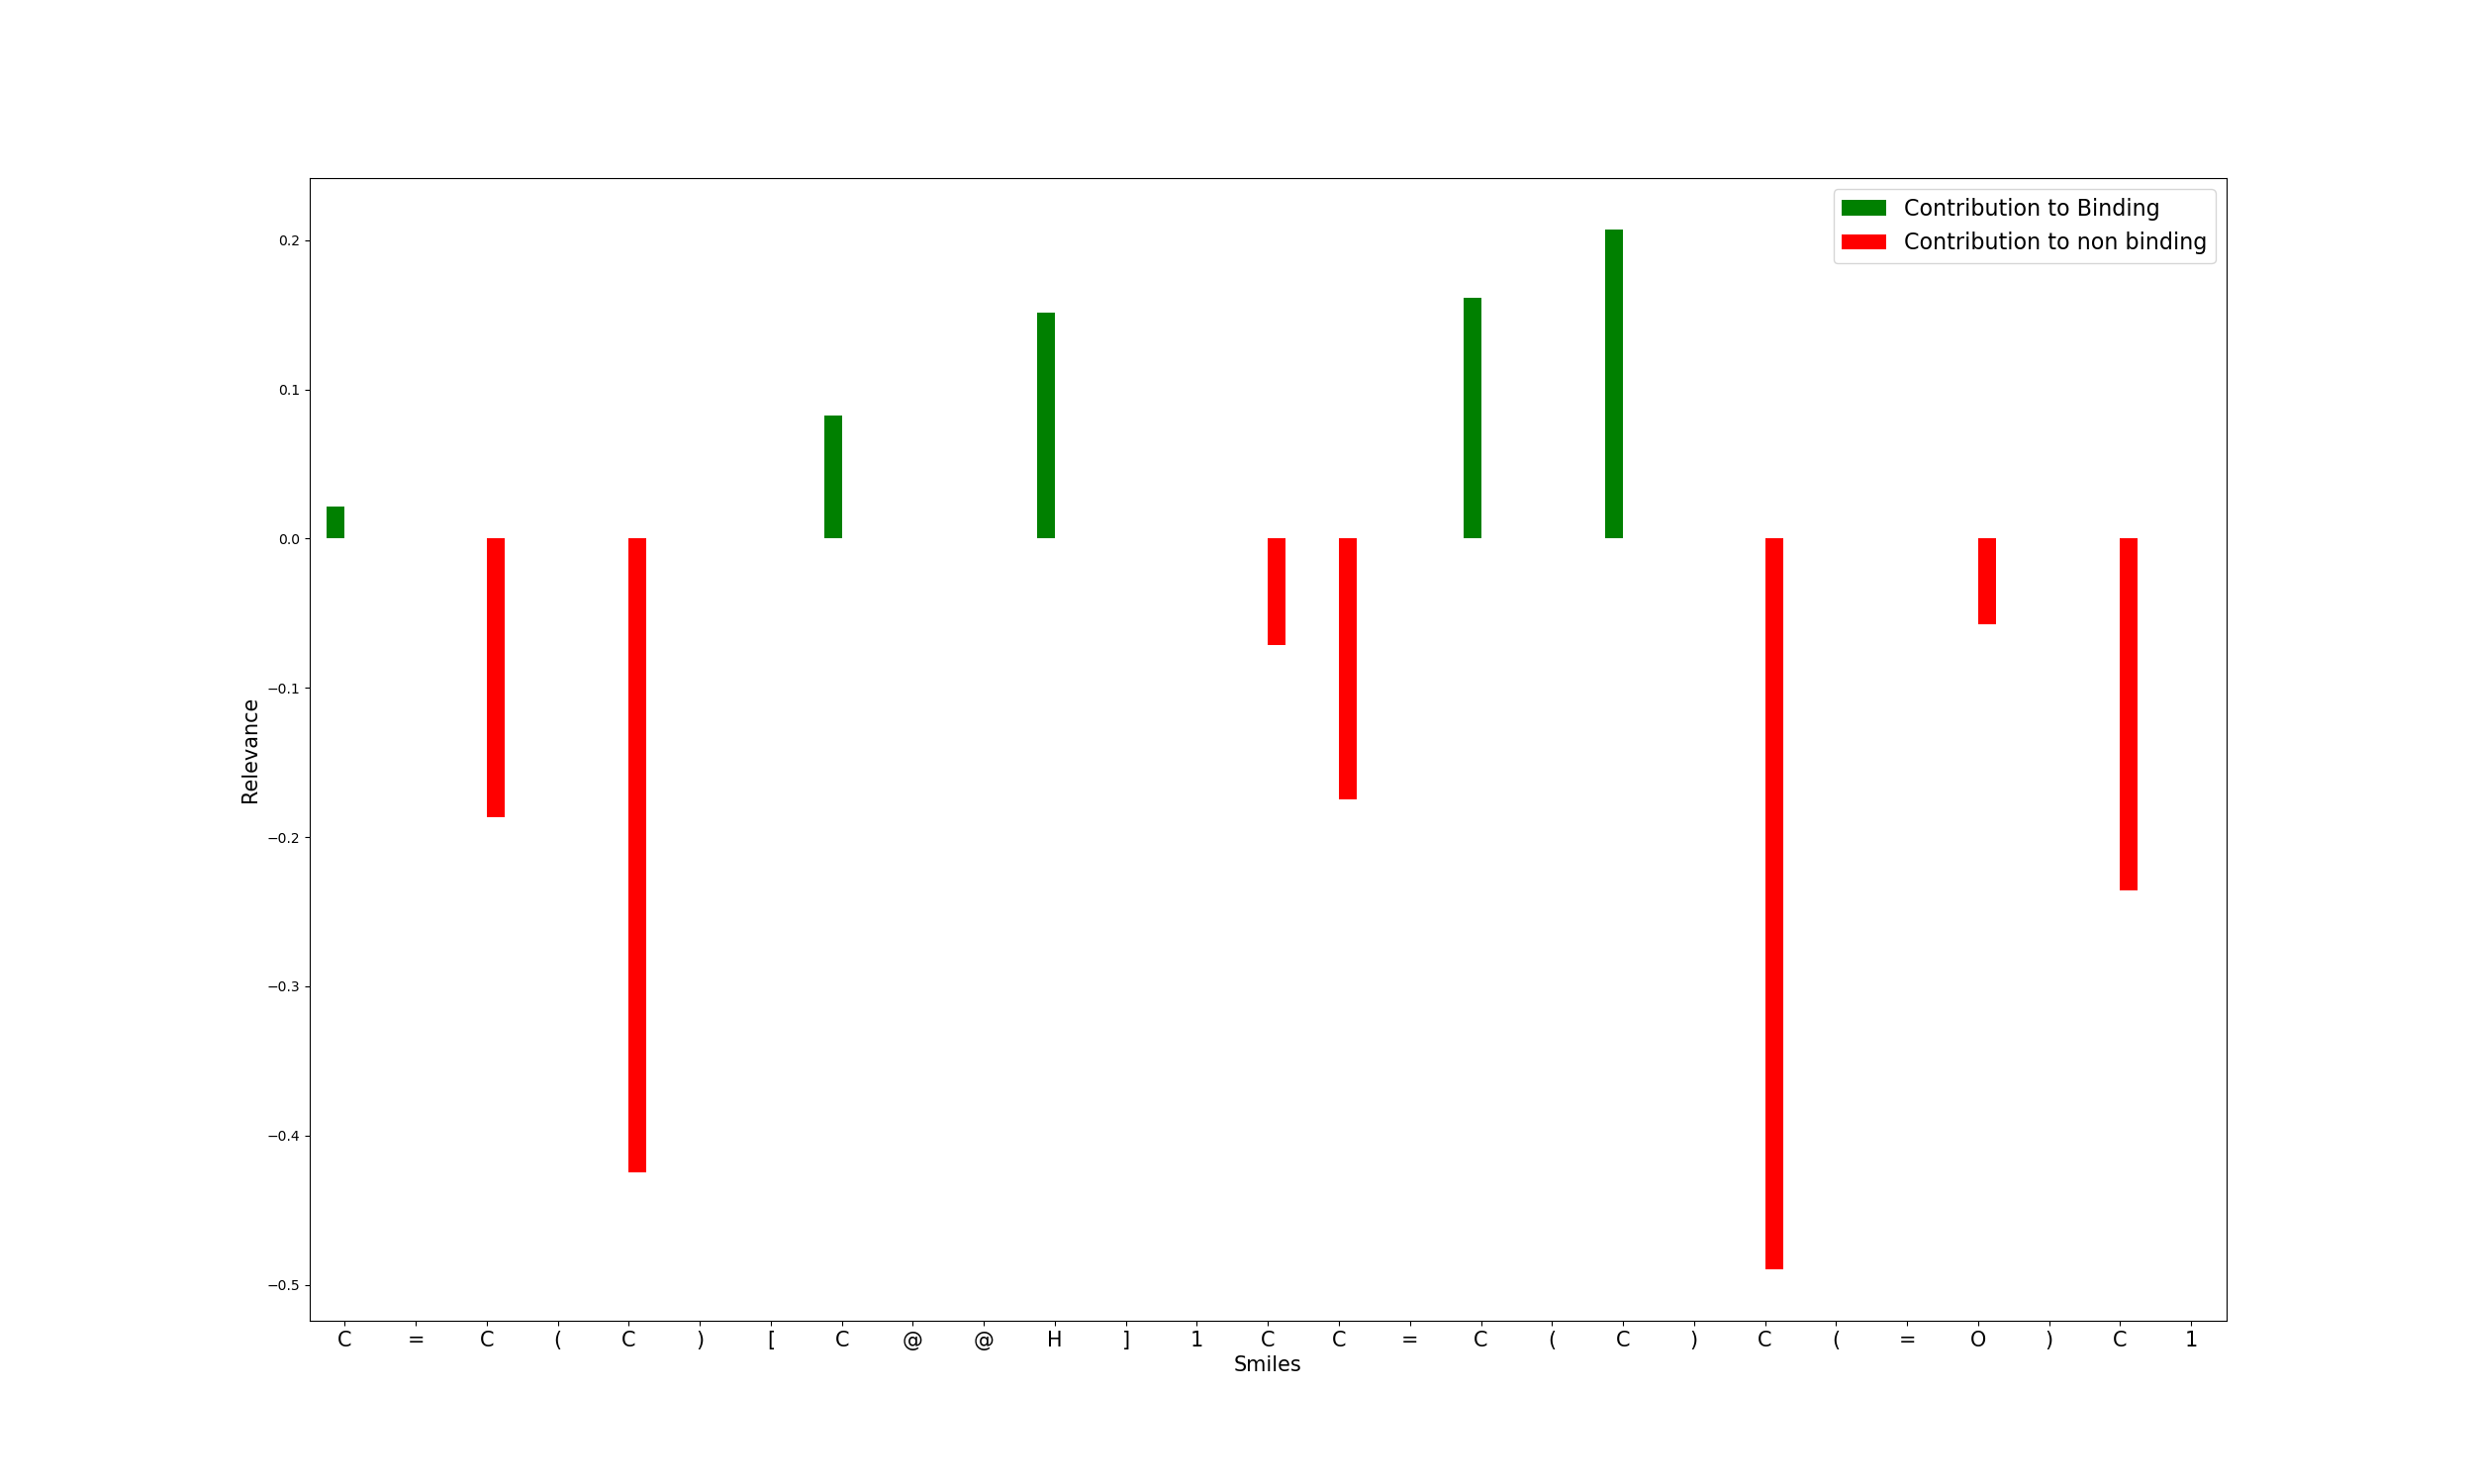 Contribution to Binding
Contribution to non binding
0.2
0.1
0.0
−0.1
−0.2
−0.3
−0.4
−0.5
Relevance
C = C ( C ) [ C @ @ H ] 1 C C = C ( C ) C ( = O ) C 1
Smiles